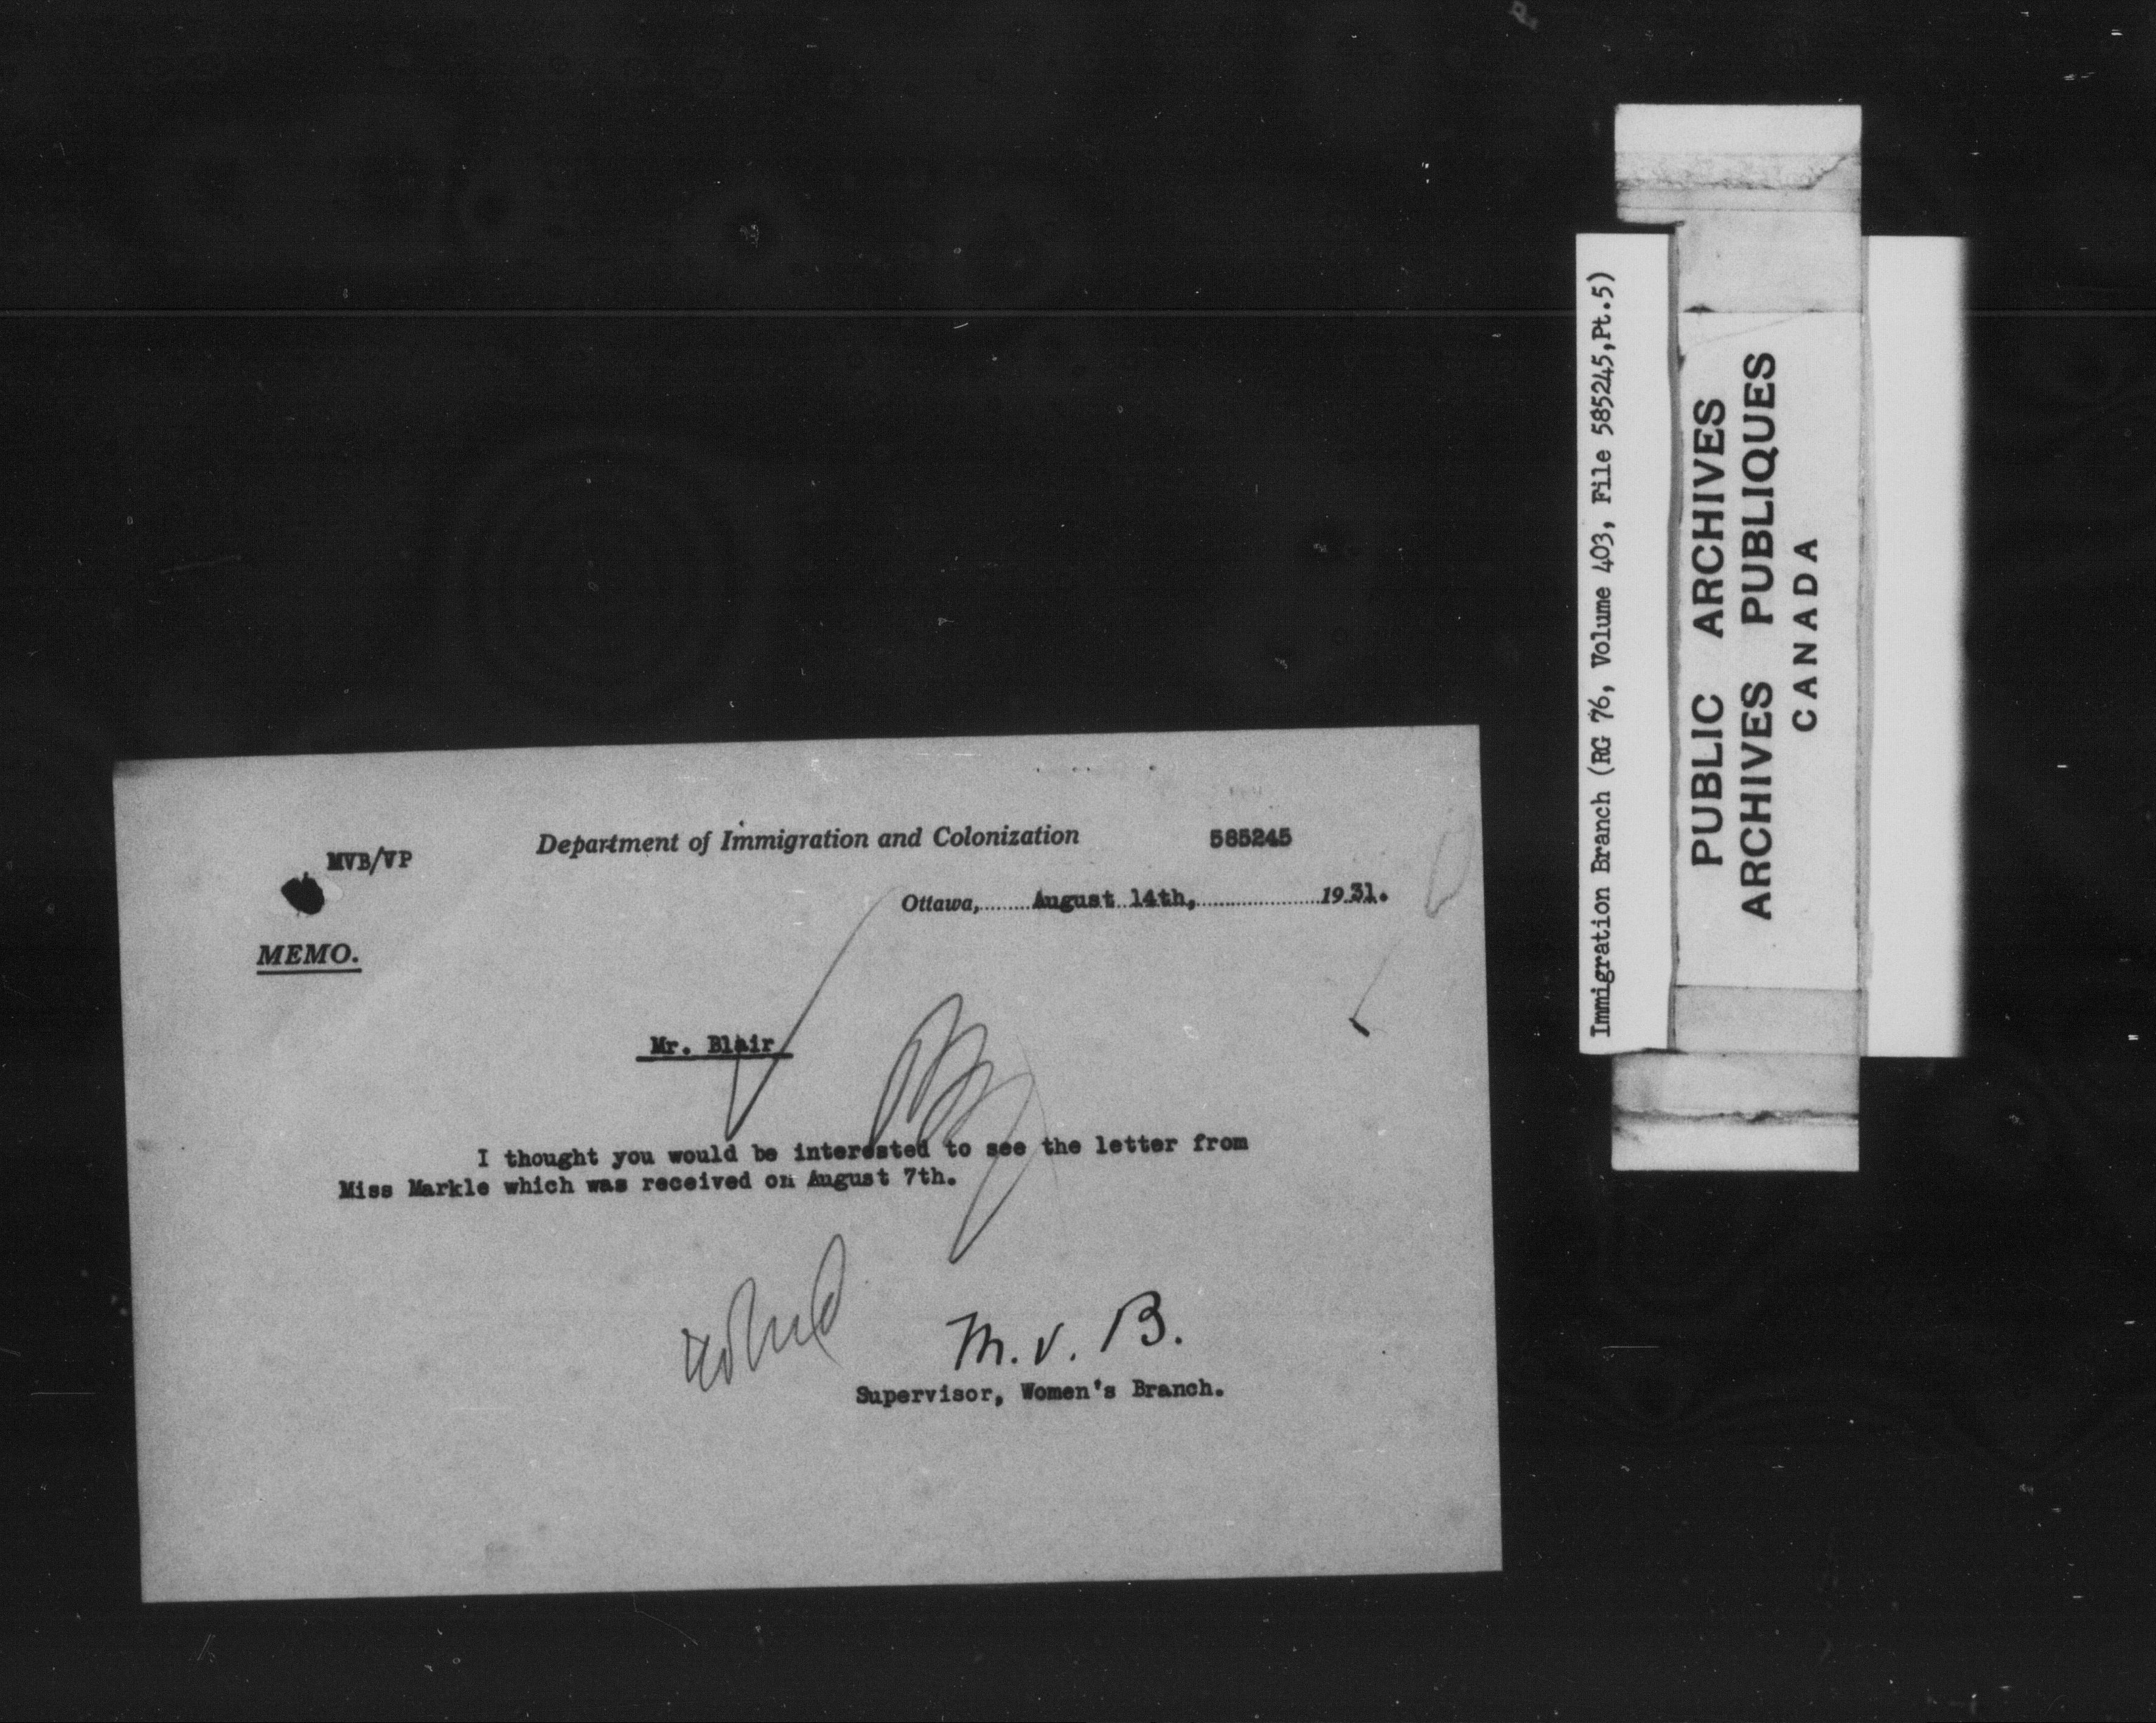 Department of Immigration and Colonization 585245
MVB/VP
Ottawa, August 14th, 1931.
MEMO.
Mr. Blair
I thought you would be interested to see the letter from
Miss Markle which was received on August 7th.
M. V. B.
Supervisor, Women's Branch.
Immigration Branch (RG 76, Volume 403, File 585245,Pt.5)
PUBLIC ARCHIVES
ARCHIVES PUBLIQUES
CANADA